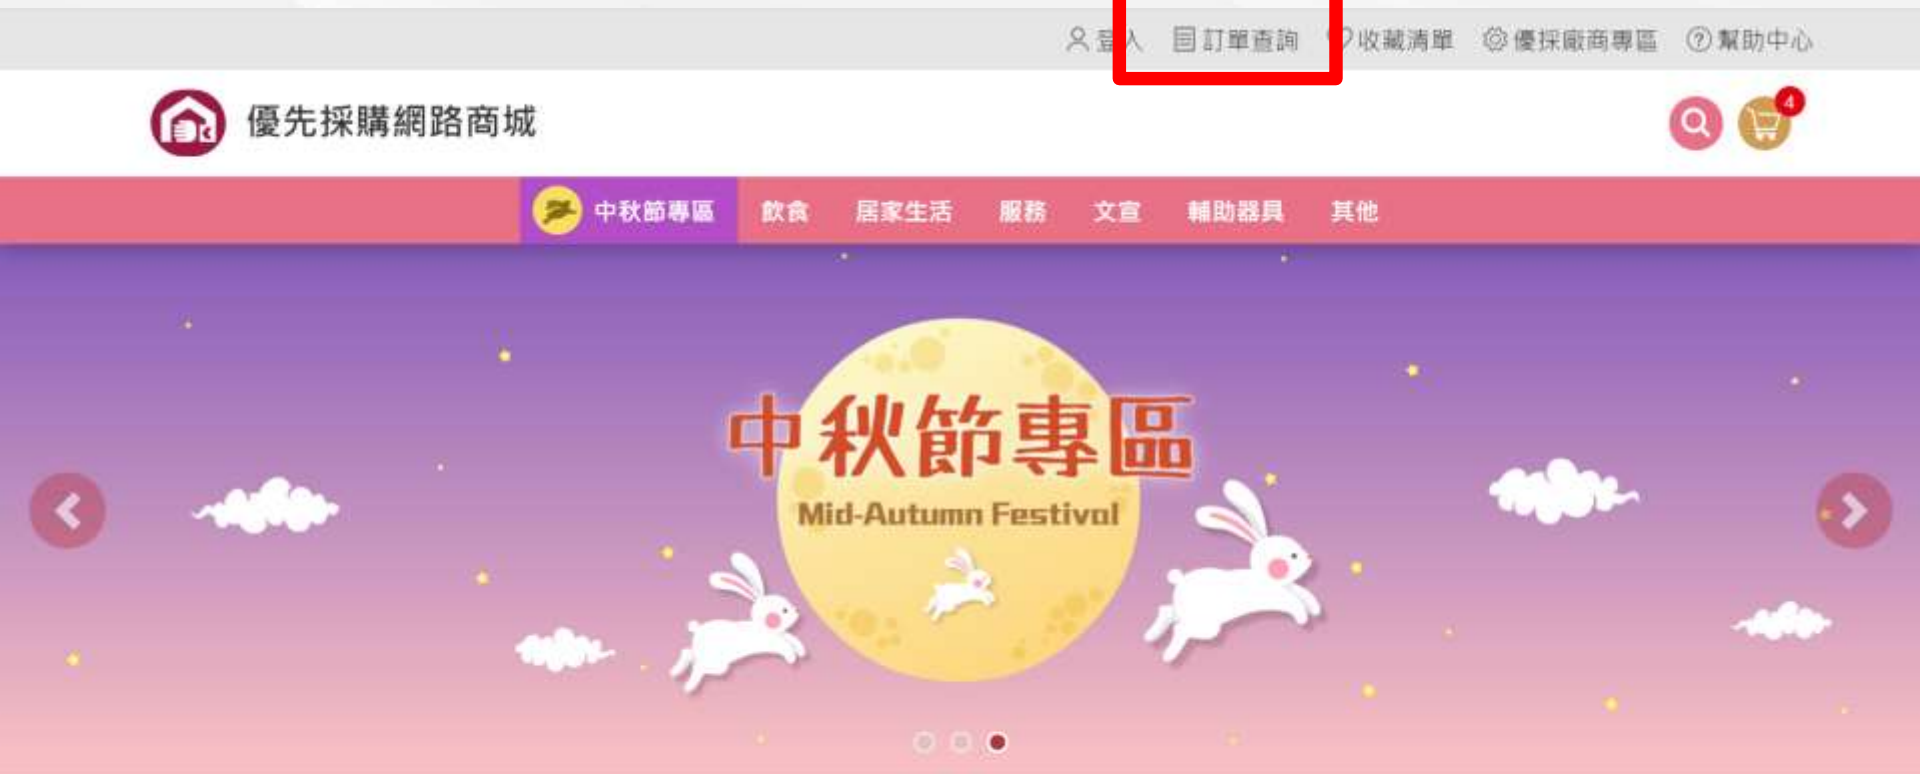 登入 訂單查詢 收藏清單 優採廠商專區 幫助中心
優先採購網路商城
4
中秋節專區 飲食 居家生活 服務 文宣 輔助器具 其他
中秋節專區
Mid-Autumn Festival